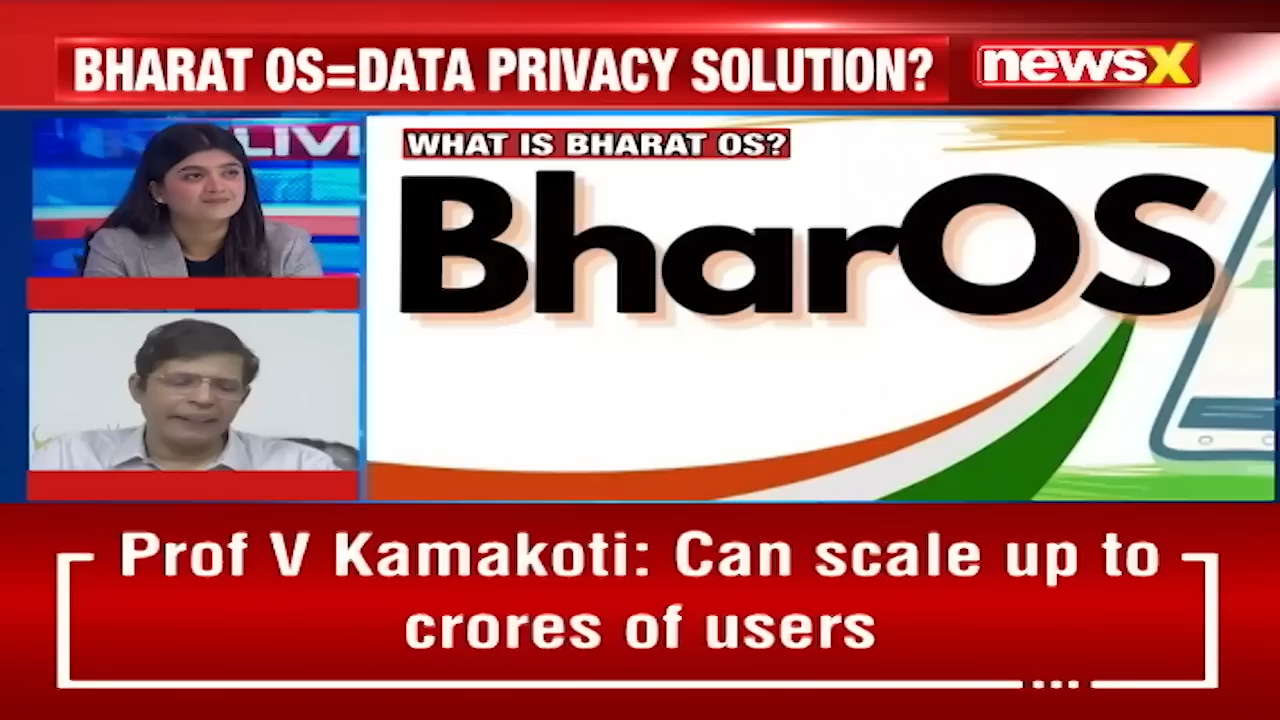 BHARAT OS=DATA PRIVACY SOLUTION?
newsX
LIVE
WHAT IS BHARAT OS?
BharOS
Prof V Kamakoti: Can scale up to
crores of users